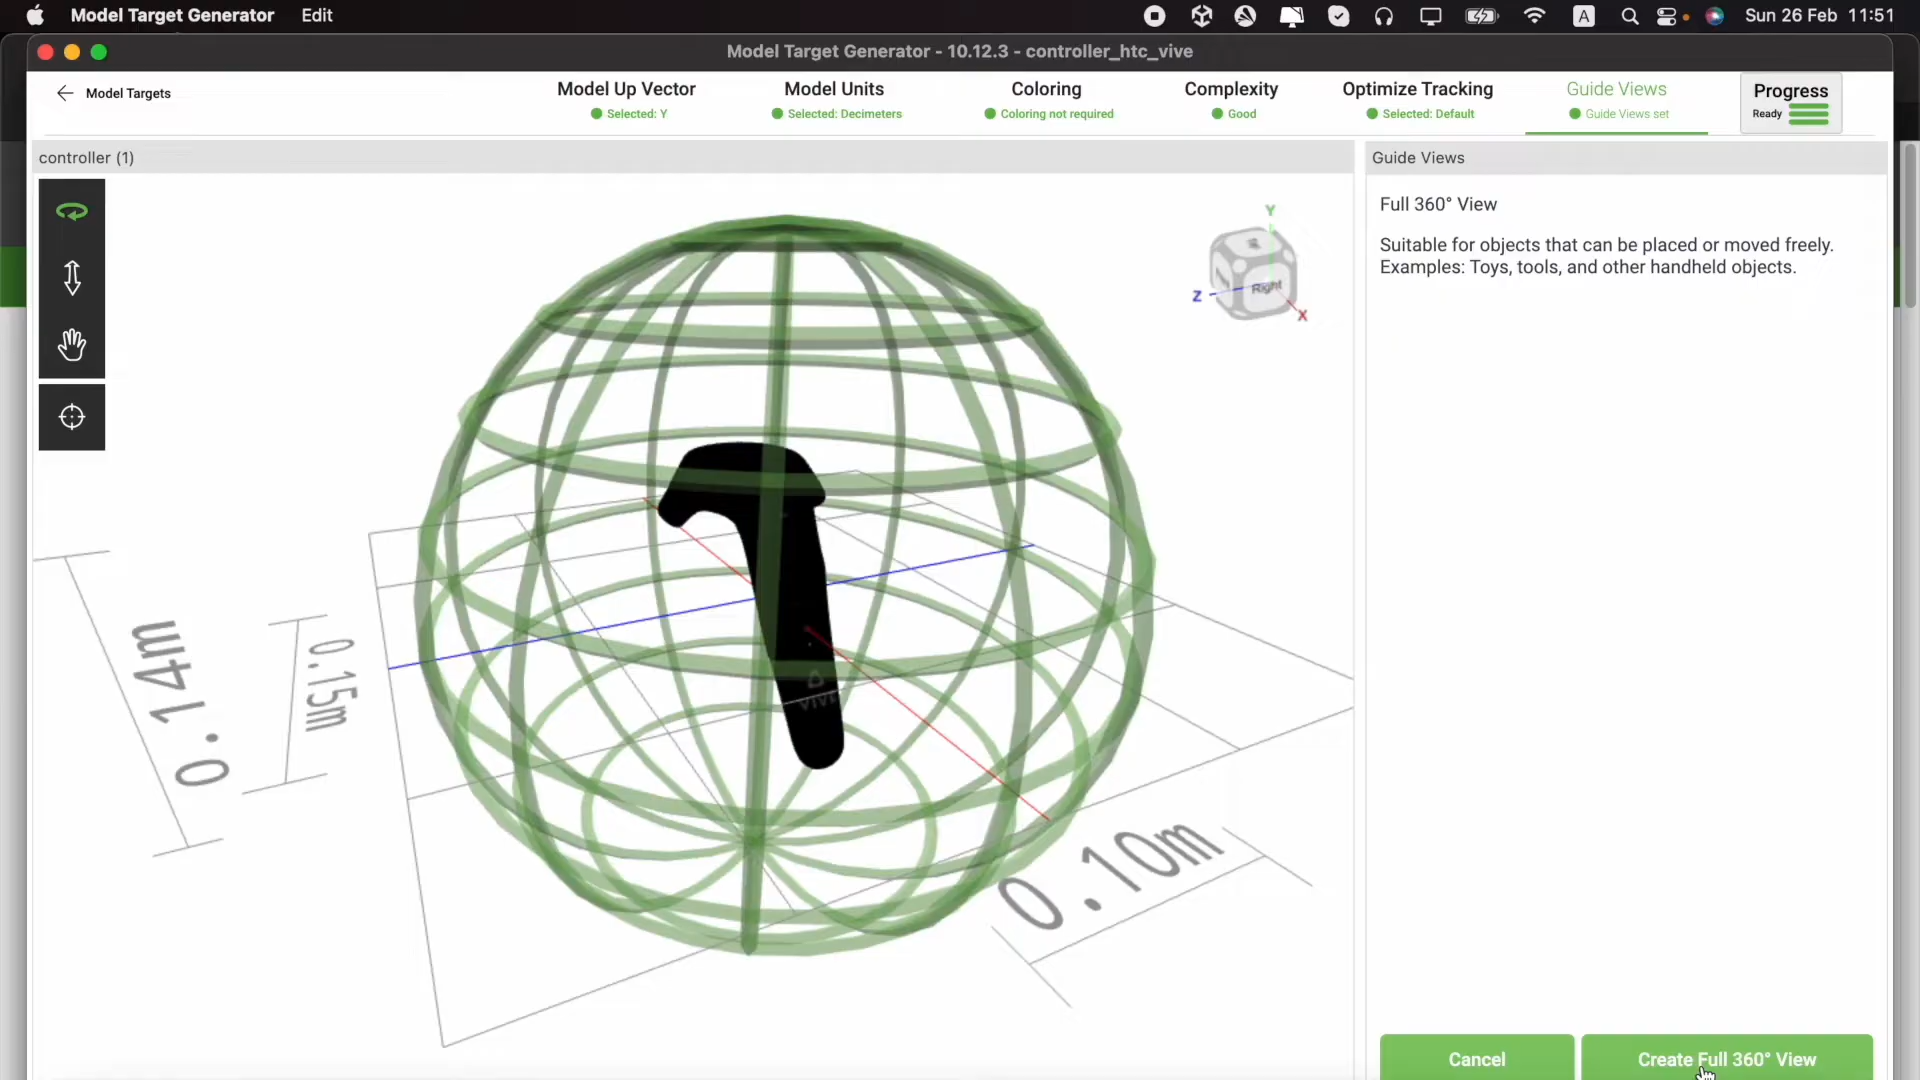 Model Target Generator Edit
A Sun 26 Feb 11:51
Model Target Generator - 10.12.3 - controller_htc_vive
Model Targets
Model Up Vector
Selected: Y
Model Units
Selected: Decimeters
Coloring
Coloring not required
Complexity
Good
Optimize Tracking
Selected: Default
Guide Views
Guide Views set
Progress
Ready
controller (1)
Guide Views
Full 360° View
Suitable for objects that can be placed or moved freely.
Examples: Toys, tools, and other handheld objects.
Y
Z
Right
X
0.14m
0.15m
VIVE
0.10m
Cancel
Create Full 360° View